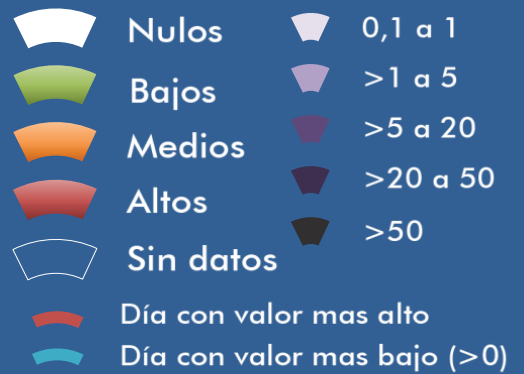 Nulos
Bajos
Medios
Altos
Sin datos
0,1 a 1
>1 a 5
>5 a 20
>20 a 50
>50
Día con valor mas alto
Día con valor mas bajo (>0)